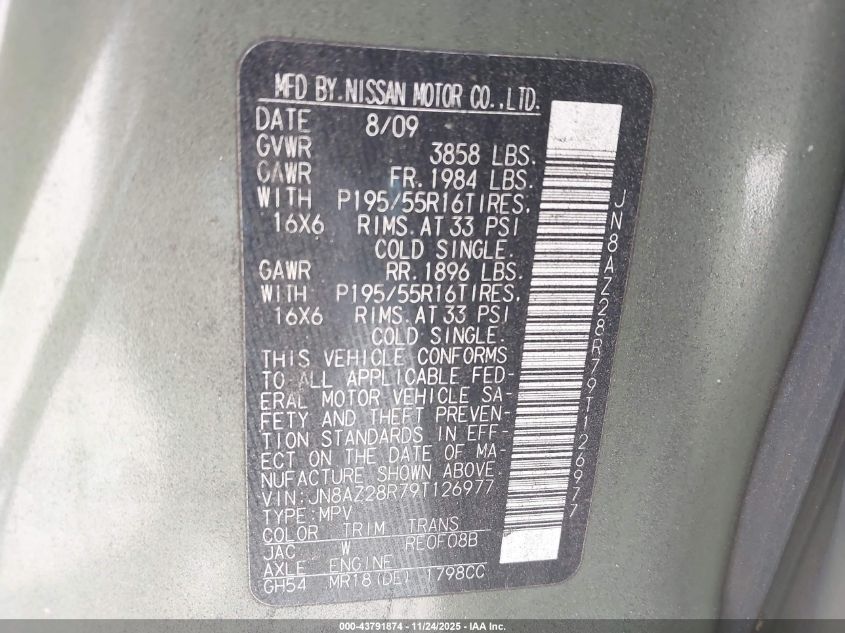 MFD BY. NISSAN MOTOR CO., LTD.
DATE 8/09
GVWR 3858 LBS.
GAWR FR. 1984 LBS.
WITH P195/55R16TIRES.
16X6 RIMS. AT 33 PSI
COLD SINGLE.
GAWR RR. 1896 LBS.
WITH P195/55R16TIRES.
16X6 RIMS. AT 33 PSI
COLD SINGLE.
THIS VEHICLE CONFORMS
TO ALL APPLICABLE FED-
ERAL MOTOR VEHICLE SA-
FETY AND THEFT PREVEN-
TION STANDARDS IN EFF-
ECT ON THE DATE OF MA-
NUFACTURE SHOWN ABOVE.
VIN: JN8AZ28R79T126977
TYPE: MPV
COLOR TRIM TRANS
JAC W RE0F08B
AXLE ENGINE
GH54 MR18 (DE) 1798CC
JN8AZ28R79T126977
000-43791874 | 11/24/2025 - IAA Inc.